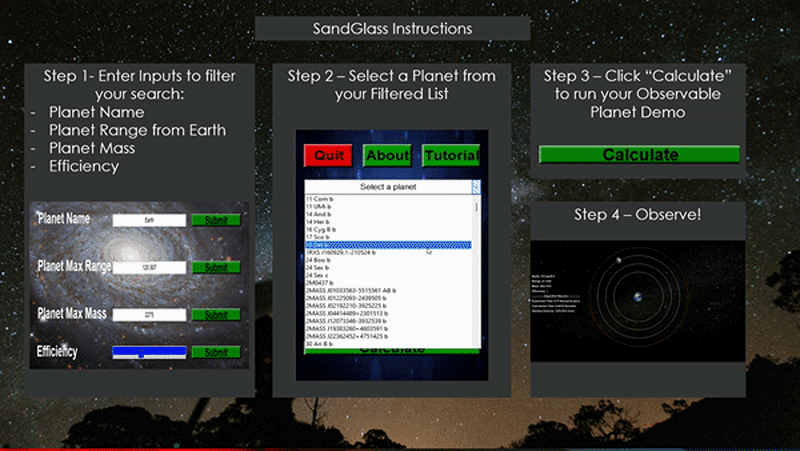 SandGlass Instructions
Step 1- Enter Inputs to filter
your search:
- Planet Name
- Planet Range from Earth
- Planet Mass
- Efficiency
Planet Name
Earth
Submit
Planet Max Range
Submit
Planet Max Mass
Submit
Efficiency
Submit
Step 2 – Select a Planet from
your Filtered List
Quit
About
Tutorial
Select a planet
11 Com b
11 UMi b
14 And b
14 Her b
16 Cyg B b
17 Sco b
1RXS J160929.1-210524 b
24 Boo b
24 Sex b
24 Sex c
2M0437 b
2MASS J01033563-5515561 AB b
2MASS J01225093-2439505 b
2MASS J02192210-3925225 b
2MASS J04414489+2301513 b
2MASS J12073346-3932539 b
2MASS J19383260+4603591 b
2MASS J22362452+4751425 b
30 Ari B b
Calculate
Step 3 – Click “Calculate”
to run your Observable
Planet Demo
Calculate
Step 4 – Observe!